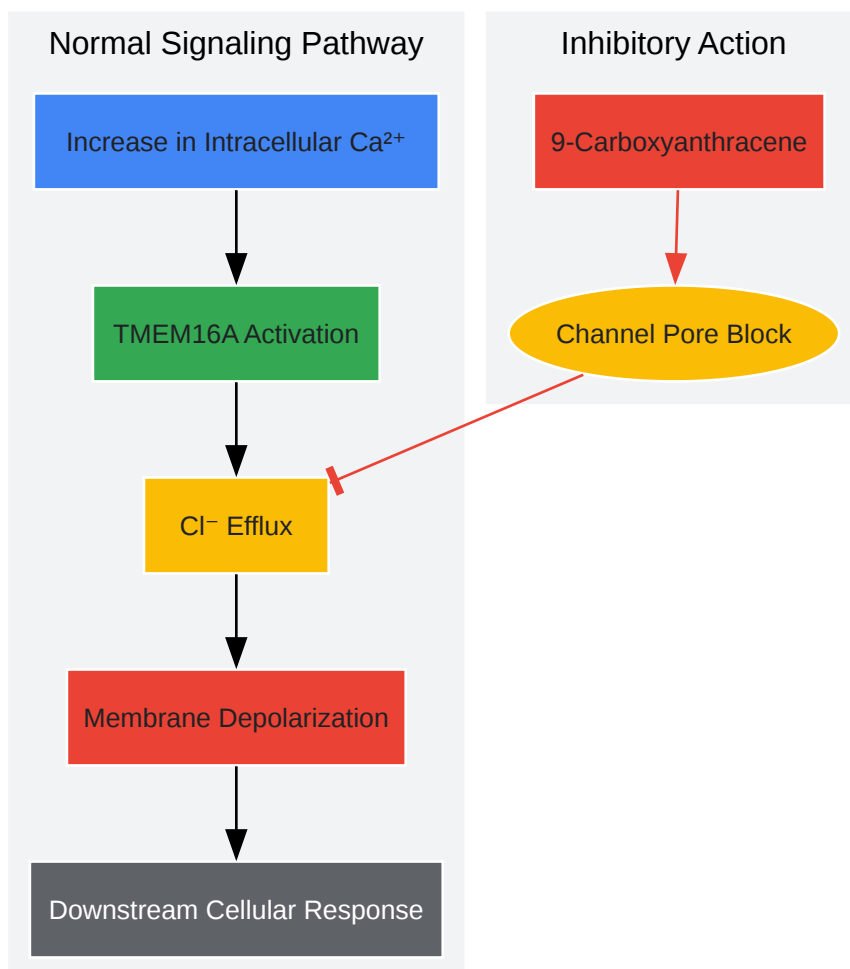 Normal Signaling Pathway
Increase in Intracellular Ca²⁺
TMEM16A Activation
Cl⁻ Efflux
Membrane Depolarization
Downstream Cellular Response
Inhibitory Action
9-Carboxyanthracene
Channel Pore Block